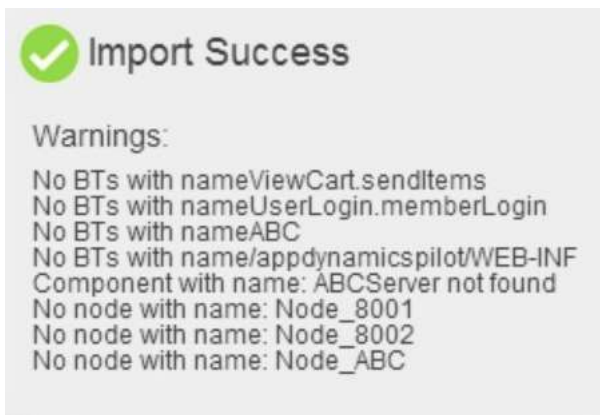 Import Success
Warnings:
No BTs with nameViewCart.sendItems
No BTs with nameUserLogin.memberLogin
No BTs with nameABC
No BTs with name/appdynamicspilot/WEB-INF
Component with name: ABCServer not found
No node with name: Node_8001
No node with name: Node_8002
No node with name: Node_ABC